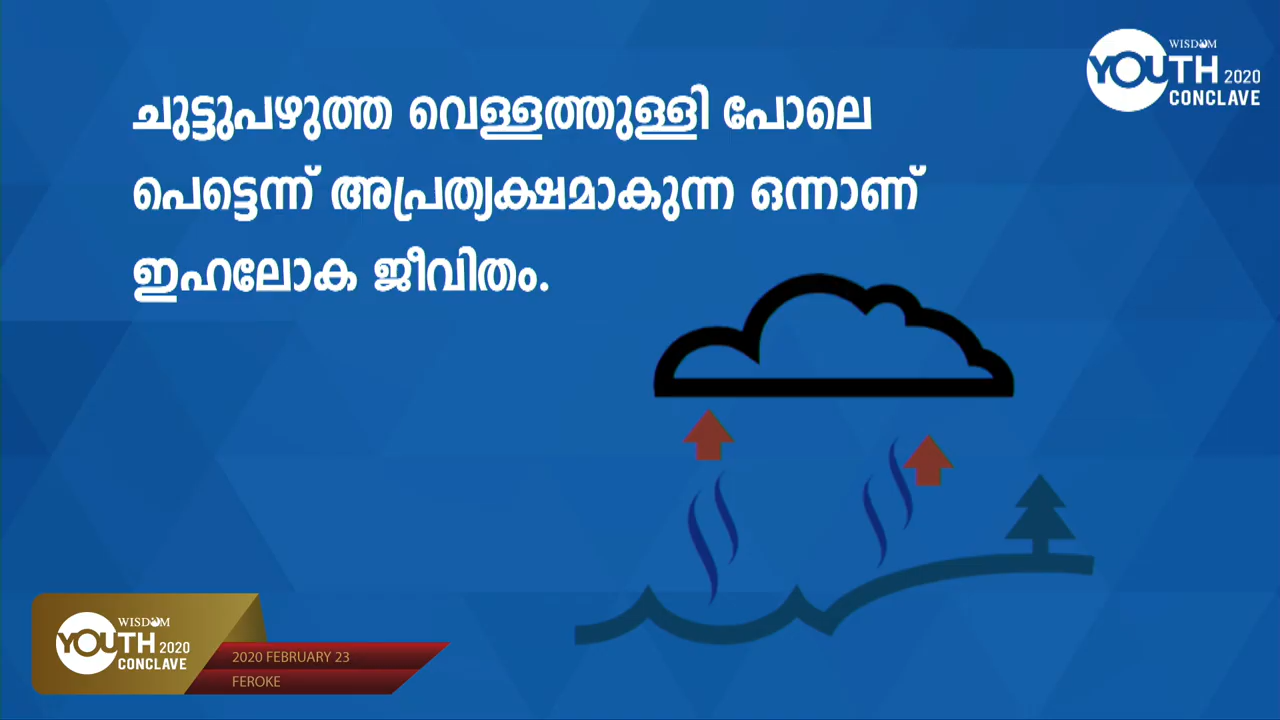 WISDOM
YOUTH 2020
CONCLAVE
ചുട്ടുപഴുത്ത വെള്ളത്തുള്ളി പോലെ
പെട്ടെന്ന് അപ്രത്യക്ഷമാകുന്ന ഒന്നാണ്
ഇഹലോക ജീവിതം.
WISDOM
YOUTH 2020
CONCLAVE
2020 FEBRUARY 23
FEROKE